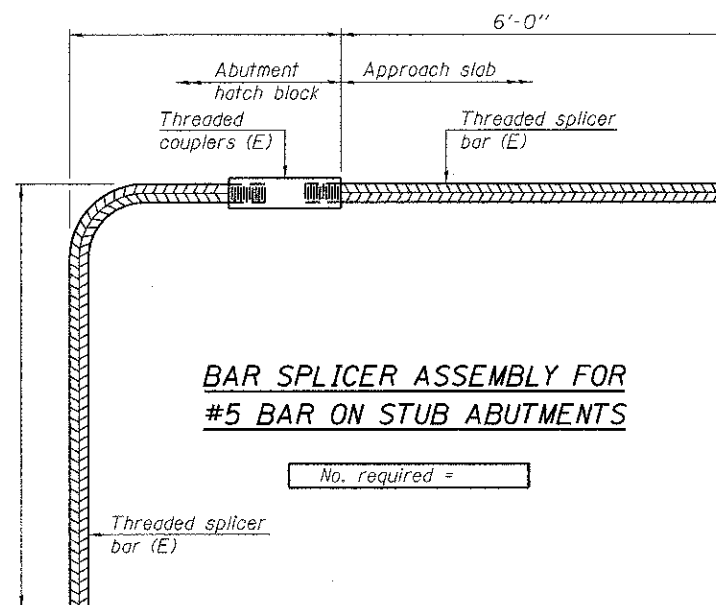 6'-0"
Abutment
hatch block
Approach slab
Threaded
couplers (E)
Threaded splicer
bar (E)
BAR SPLICER ASSEMBLY FOR
#5 BAR ON STUB ABUTMENTS
No. required =
Threaded splicer
bar (E)